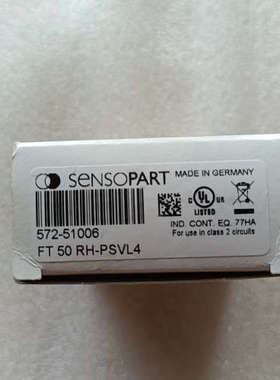 SENSOPART
MADE IN GERMANY
UL
LISTED
IND. CONT. EQ. 77HA
For use in class 2 circuits
572-51006
FT 50 RH-PSVL4